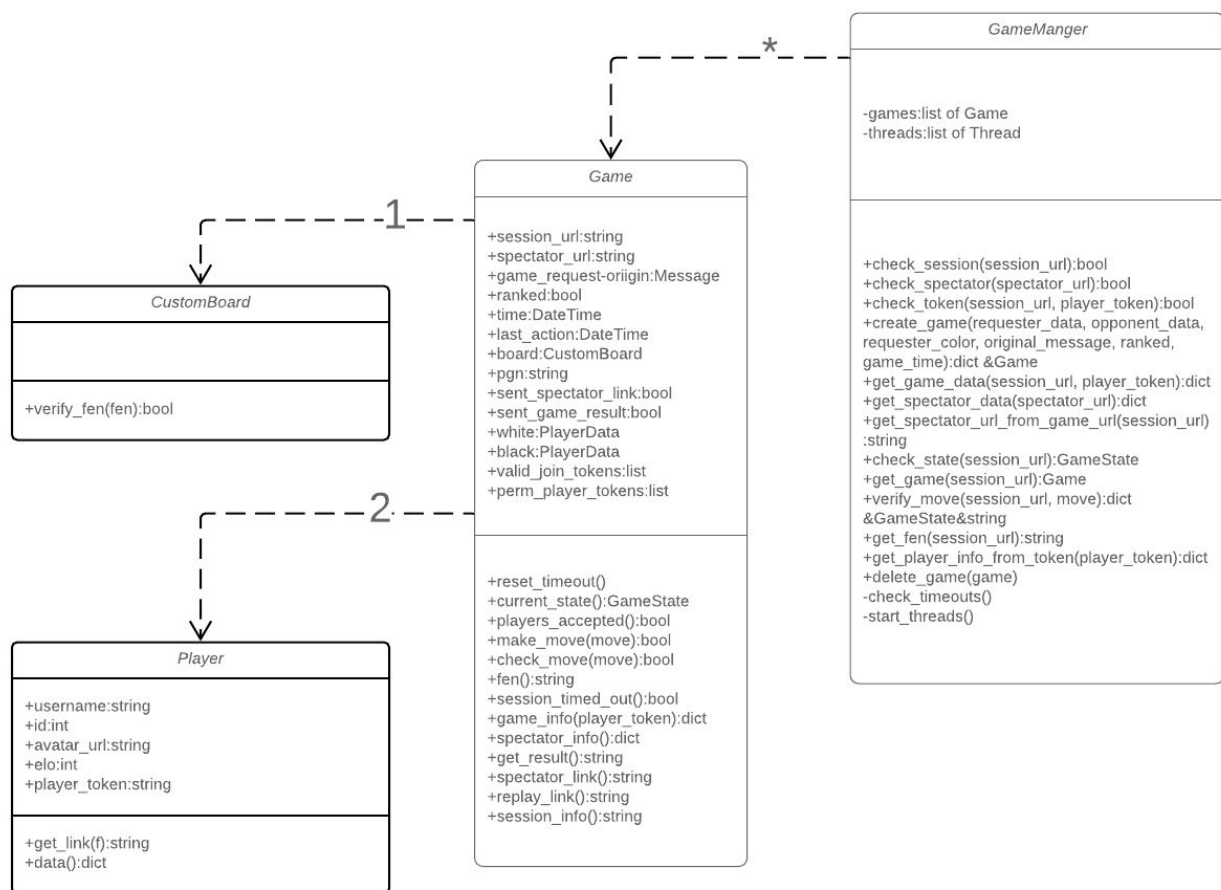 GameManger
-games:list of Game
-threads:list of Thread
+check_session(session_url):bool
+check_spectator(spectator_url):bool
+check_token(session_url, player_token):bool
+create_game(requester_data, opponent_data,
requester_color, original_message, ranked,
game_time):dict &Game
+get_game_data(session_url, player_token):dict
+get_spectator_data(spectator_url):dict
+get_spectator_url_from_game_url(session_url)
:string
+check_state(session_url):GameState
+get_game(session_url):Game
+verify_move(session_url, move):dict
&GameState&string
+get_fen(session_url):string
+get_player_info_from_token(player_token):dict
+delete_game(game)
-check_timeouts()
-start_threads()
*
Game
+session_url:string
+spectator_url:string
+game_request-oriigin:Message
+ranked:bool
+time:DateTime
+last_action:DateTime
+board:CustomBoard
+pgn:string
+sent_spectator_link:bool
+sent_game_result:bool
+white:PlayerData
+black:PlayerData
+valid_join_tokens:list
+perm_player_tokens:list
+reset_timeout()
+current_state():GameState
+players_accepted():bool
+make_move(move):bool
+check_move(move):bool
+fen():string
+session_timed_out():bool
+game_info(player_token):dict
+spectator_info():dict
+get_result():string
+spectator_link():string
+replay_link():string
+session_info():string
1
CustomBoard
+verify_fen(fen):bool
2
Player
+username:string
+id:int
+avatar_url:string
+elo:int
+player_token:string
+get_link(f):string
+data():dict